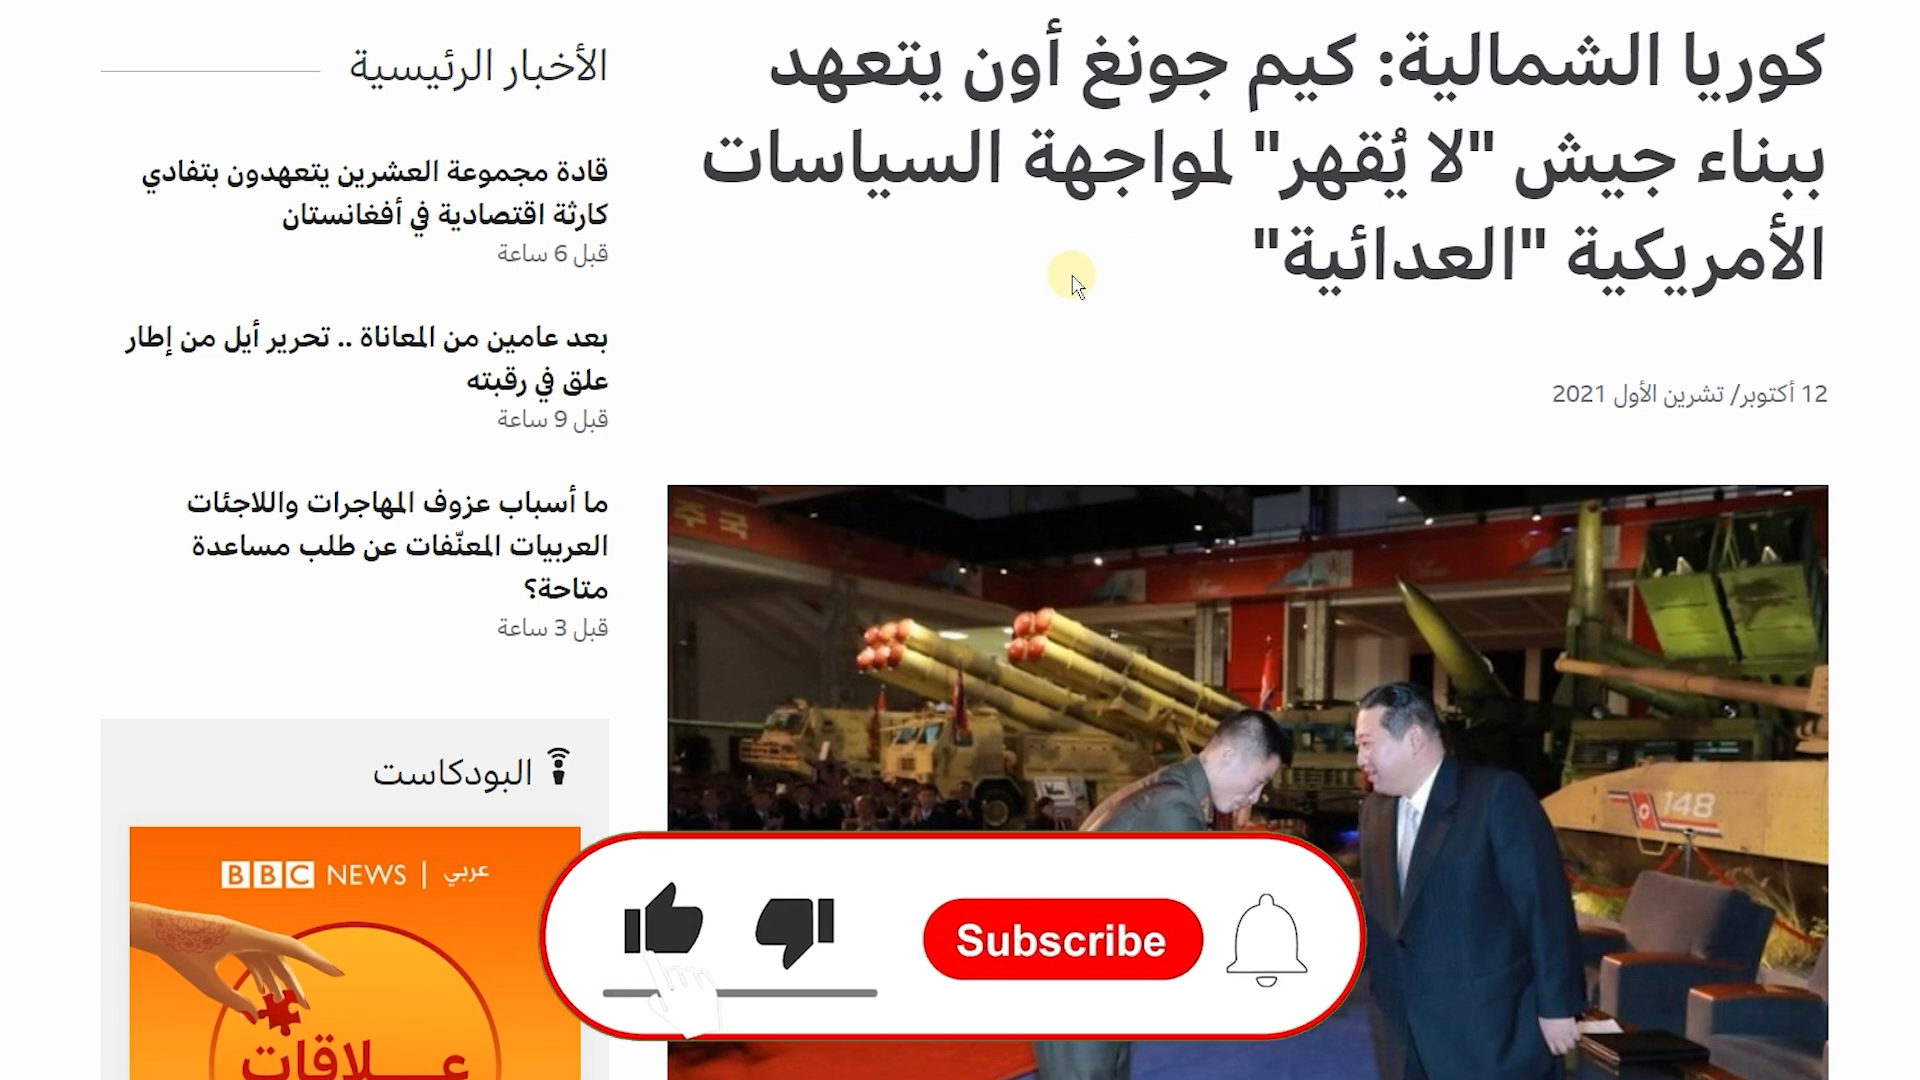 كوريا الشمالية: كيم جونغ أون يتعهد
ببناء جيش "لا يُقهر" لمواجهة السياسات
الأمريكية "العدائية"
12 أكتوبر/ تشرين الأول 2021
주국
148
الأخبار الرئيسية
قادة مجموعة العشرين يتعهدون بتفادي
كارثة اقتصادية في أفغانستان
قبل 6 ساعة
بعد عامين من المعاناة .. تحرير أيل من إطار
علق في رقبته
قبل 9 ساعة
ما أسباب عزوف المهاجرات واللاجئات
العربيات المعنّفات عن طلب مساعدة
متاحة؟
قبل 3 ساعة
البودكاست
BBC NEWS | عربي
علاقات
Subscribe